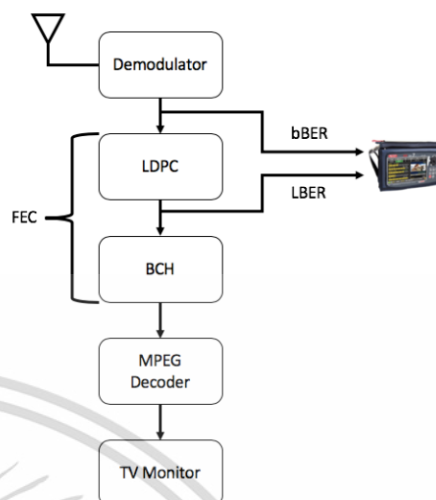 Demodulator
bBER
LDPC
LBER
FEC
BCH
MPEG
Decoder
TV Monitor